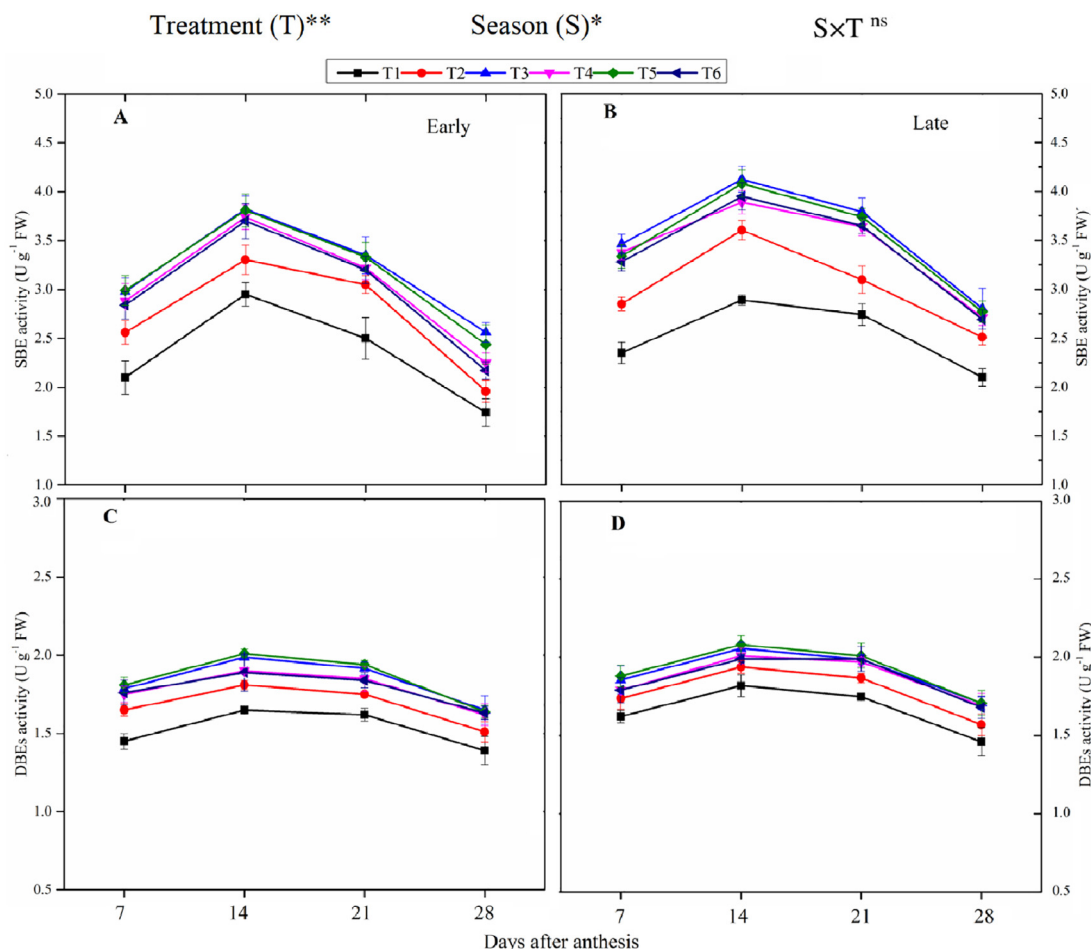 Treatment (T)** Season (S)* S×T ns
T1 T2 T3 T4 T5 T6
A Early
B Late
SBE activity (U g-1 FW)
5.0
4.5
4.0
3.5
3.0
2.5
2.0
1.5
1.0
5.0
4.5
4.0
3.5
3.0
2.5
2.0
1.5
1.0
SBE activity (U g-1 FW)
C
D
DBEs activity (U g-1 FW)
3.0
2.5
2.0
1.5
1.0
0.5
3.0
2.5
2.0
1.5
1.0
0.5
DBEs activity (U g-1 FW)
7 14 21 28 7 14 21 28
Days after anthesis